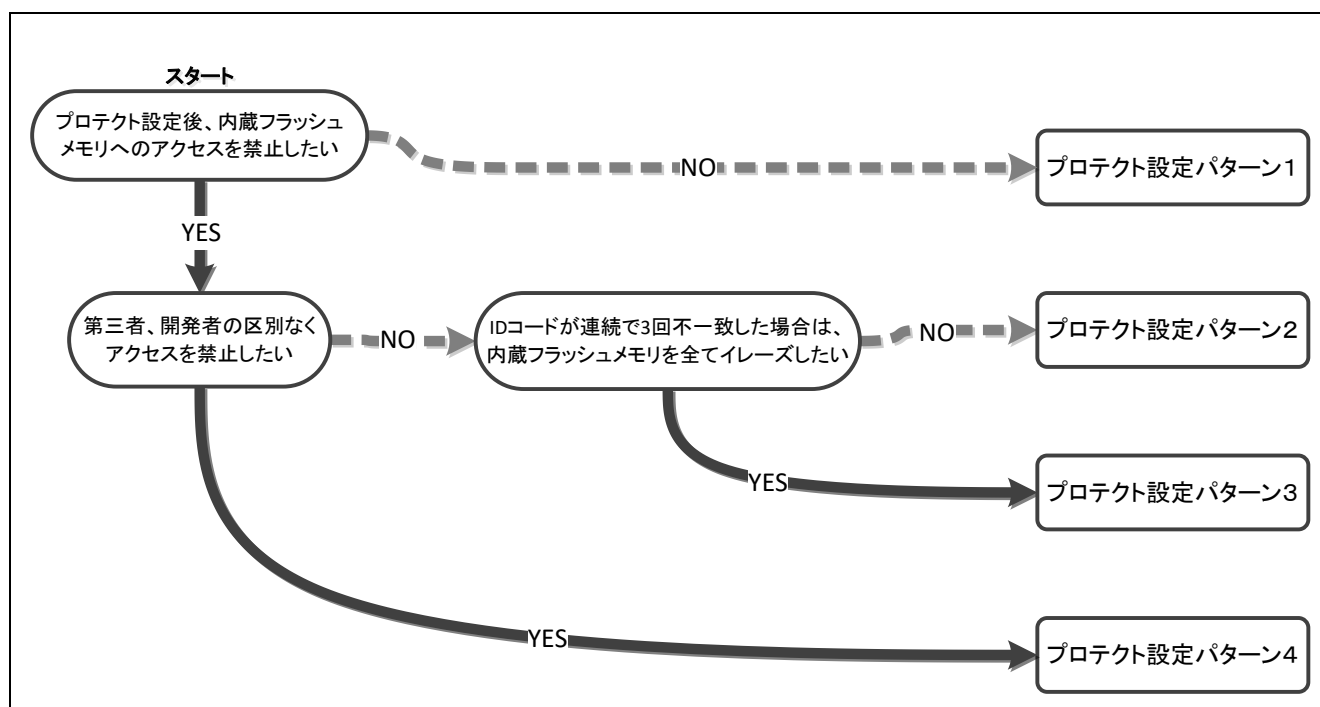 スタート
プロテクト設定後、内蔵フラッシュ
メモリへのアクセスを禁止したい
NO
プロテクト設定パターン1
YES
第三者、開発者の区別なく
アクセスを禁止したい
NO
IDコードが連続で3回不一致した場合は、
内蔵フラッシュメモリを全てイレーズしたい
NO
プロテクト設定パターン2
YES
プロテクト設定パターン3
YES
プロテクト設定パターン4